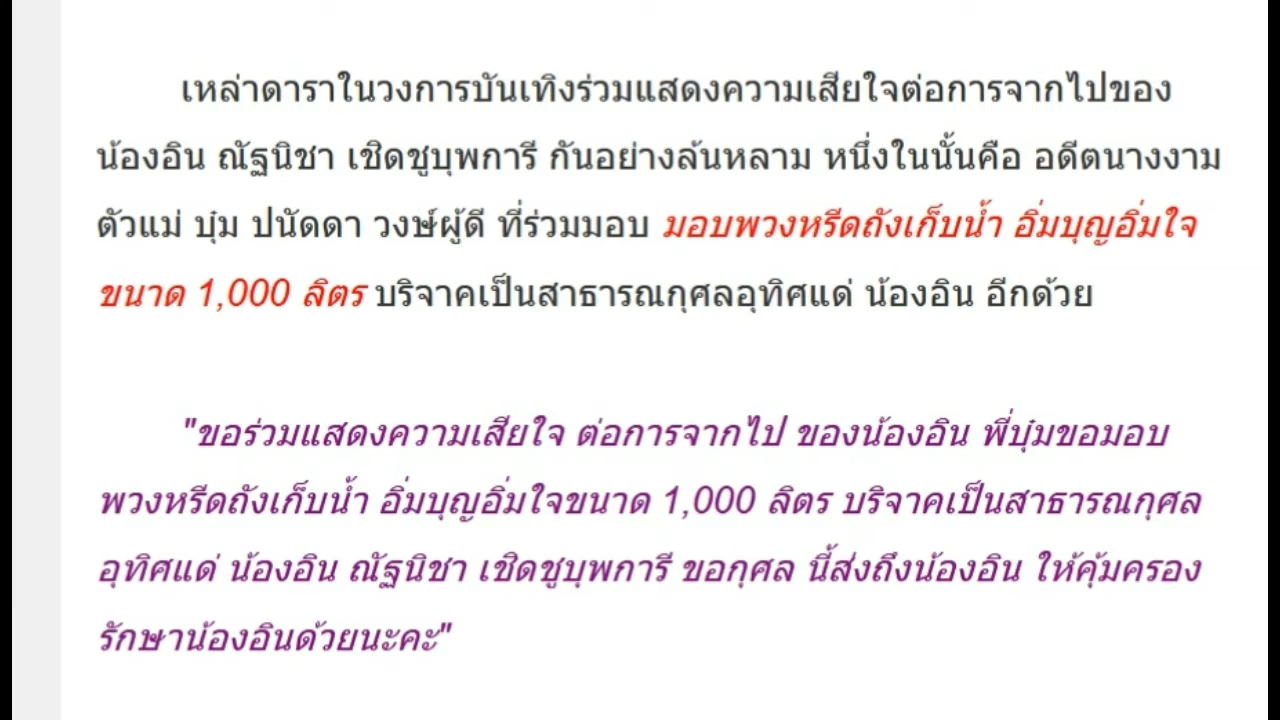 เหล่าดาราในวงการบันเทิงร่วมแสดงความเสียใจต่อการจากไปของ
น้องอิน ณัฐนิชา เชิดชูบุพการี กันอย่างล้นหลาม หนึ่งในนั้นคือ อดีตนางงาม
ตัวแม่ บุ๋ม ปนัดดา วงษ์ผู้ดี ที่ร่วมมอบ มอบพวงหรีดถังเก็บน้ำ อิ่มบุญอิ่มใจ
ขนาด 1,000 ลิตร บริจาคเป็นสาธารณกุศลอุทิศแด่ น้องอิน อีกด้วย
"ขอร่วมแสดงความเสียใจ ต่อการจากไป ของน้องอิน พี่บุ๋มขอมอบ
พวงหรีดถังเก็บน้ำ อิ่มบุญอิ่มใจขนาด 1,000 ลิตร บริจาคเป็นสาธารณกุศล
อุทิศแด่ น้องอิน ณัฐนิชา เชิดชูบุพการี ขอกุศล นี้ส่งถึงน้องอิน ให้คุ้มครอง
รักษาน้องอินด้วยนะคะ"